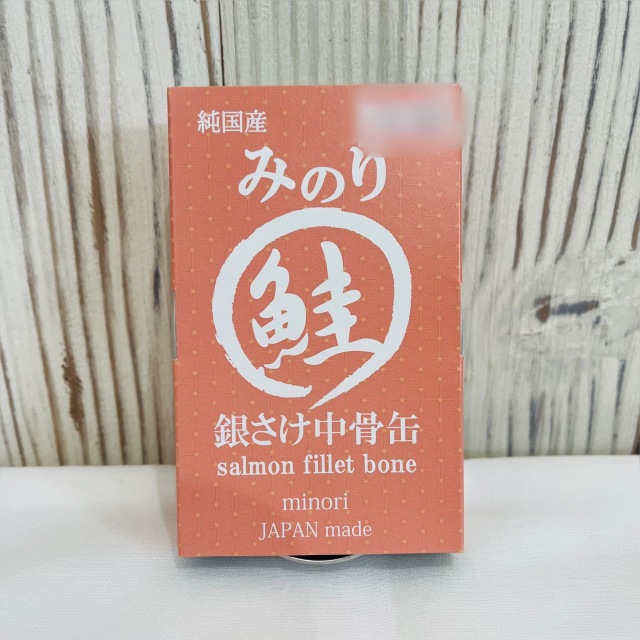 純国産
みのり
鮭
銀さけ中骨缶
salmon fillet bone
minori
JAPAN made